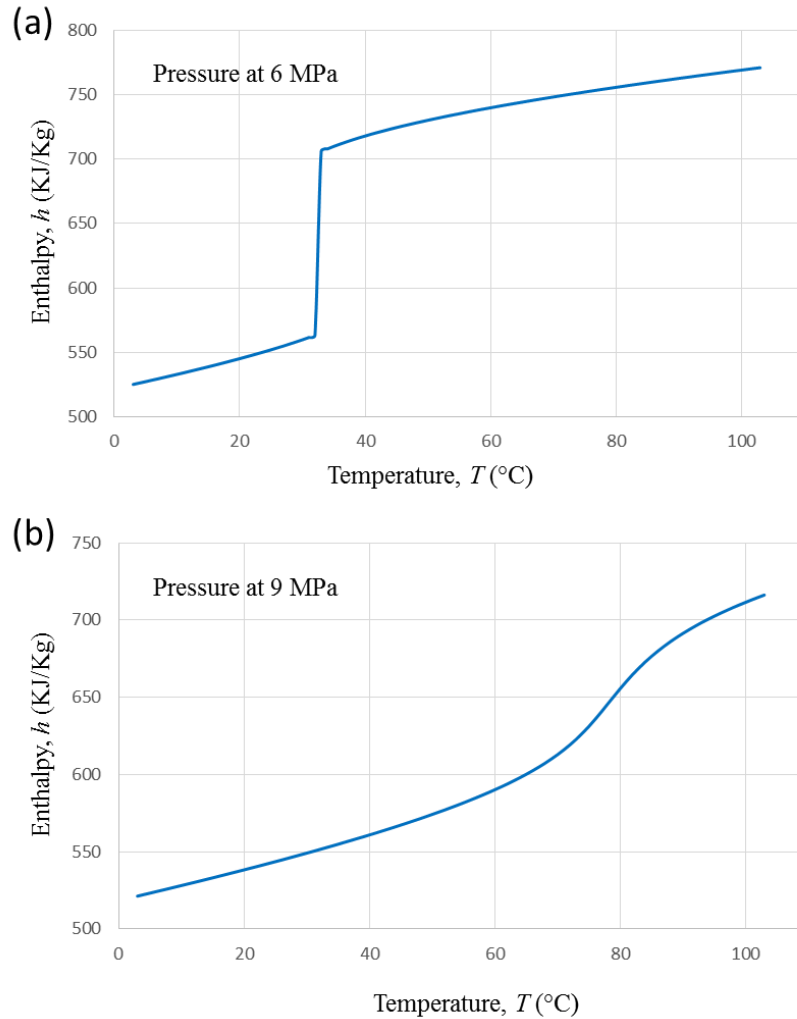 (a)
800
750
700
650
600
550
500
Pressure at 6 MPa
Enthalpy, h (KJ/Kg)
0 20 40 60 80 100
Temperature, T (°C)
(b)
750
700
650
600
550
500
Pressure at 9 MPa
Enthalpy, h (KJ/Kg)
0 20 40 60 80 100
Temperature, T (°C)